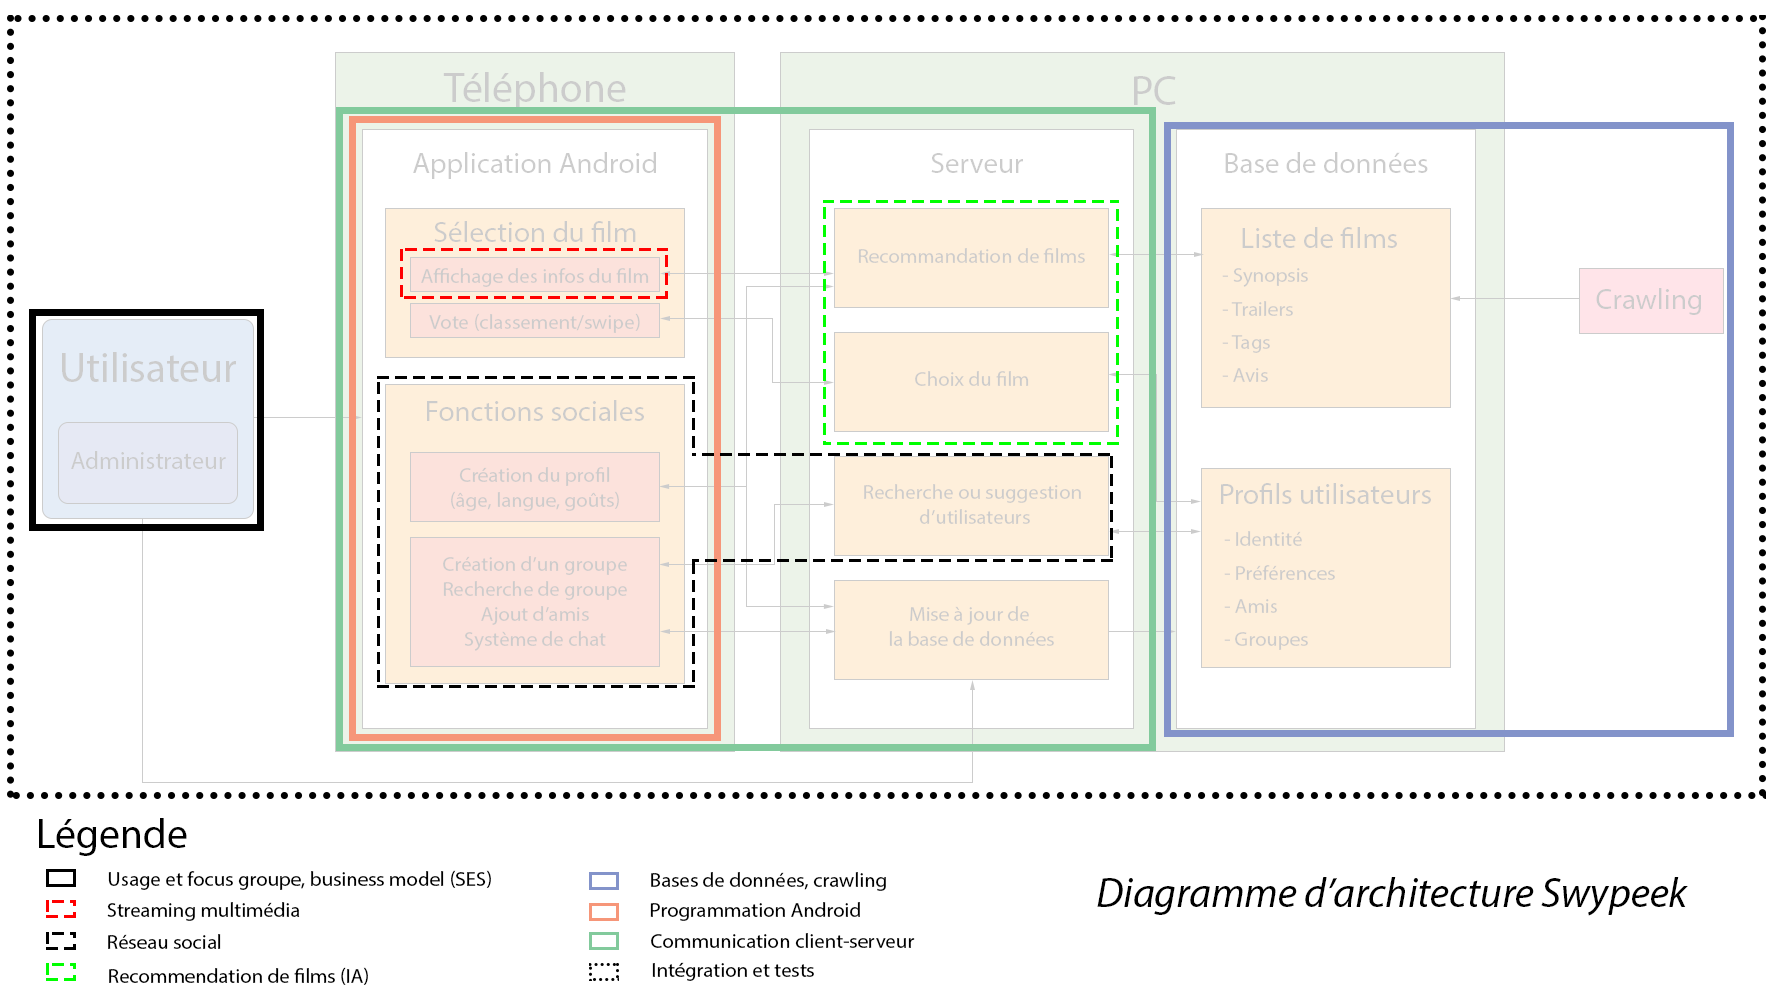 Téléphone
PC
Application Android
Serveur
Base de données
Sélection du film
Affichage des infos du film
Vote (classement/swipe)
Recommandation de films
Choix du film
Liste de films
- Synopsis
- Trailers
- Tags
- Avis
Crawling
Utilisateur
Administrateur
Fonctions sociales
Création du profil
(âge, langue, goûts)
Création d'un groupe
Recherche de groupe
Ajout d'amis
Système de chat
Recherche ou suggestion
d'utilisateurs
Mise à jour de
la base de données
Profils utilisateurs
- Identité
- Préférences
- Amis
- Groupes
Légende
Usage et focus groupe, business model (SES)
Streaming multimédia
Réseau social
Recommendation de films (IA)
Bases de données, crawling
Programmation Android
Communication client-serveur
Intégration et tests
Diagramme d'architecture Swypeek